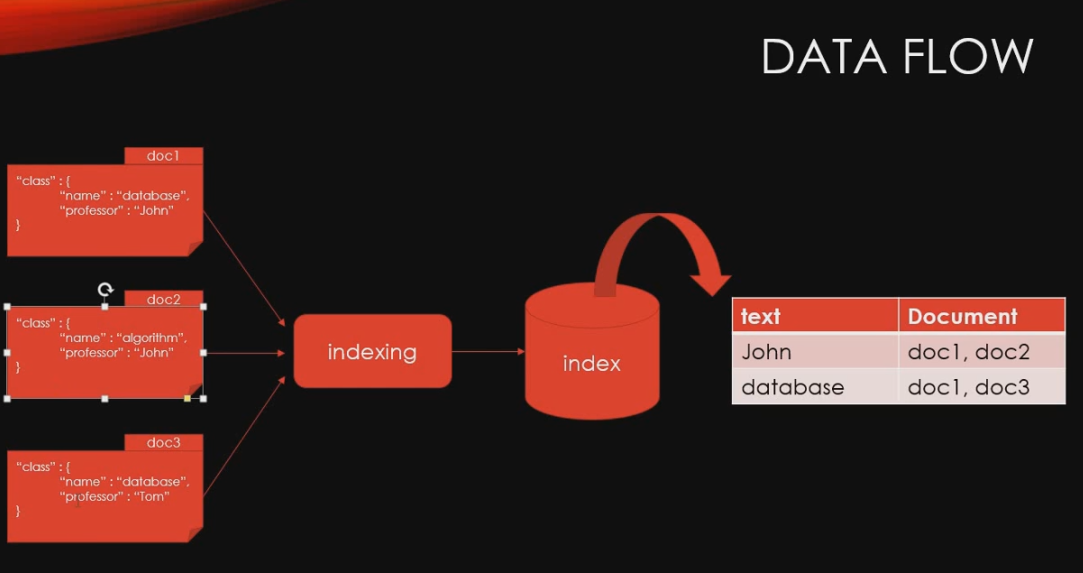 DATA FLOW
doc1
“class” : {
“name” : “database”,
“professor” : “John”
}
doc2
“class” : {
“name” : “algorithm”,
“professor” : “John”
}
doc3
“class” : {
“name” : “database”,
“professor” : “Tom”
}
indexing
index
text Document
John doc1, doc2
database doc1, doc3